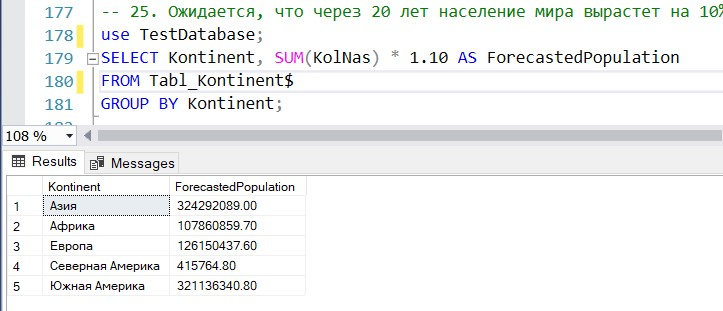 177 -- 25. Ожидается, что через 20 лет население мира вырастет на 10%
178 use TestDatabase;
179 SELECT Kontinent, SUM(KolNas) * 1.10 AS ForecastedPopulation
180 FROM Tabl_Kontinent$
181 GROUP BY Kontinent;
108 %
Results Messages
Kontinent ForecastedPopulation
1 Азия 324292089.00
2 Африка 107860859.70
3 Европа 126150437.60
4 Северная Америка 415764.80
5 Южная Америка 321136340.80